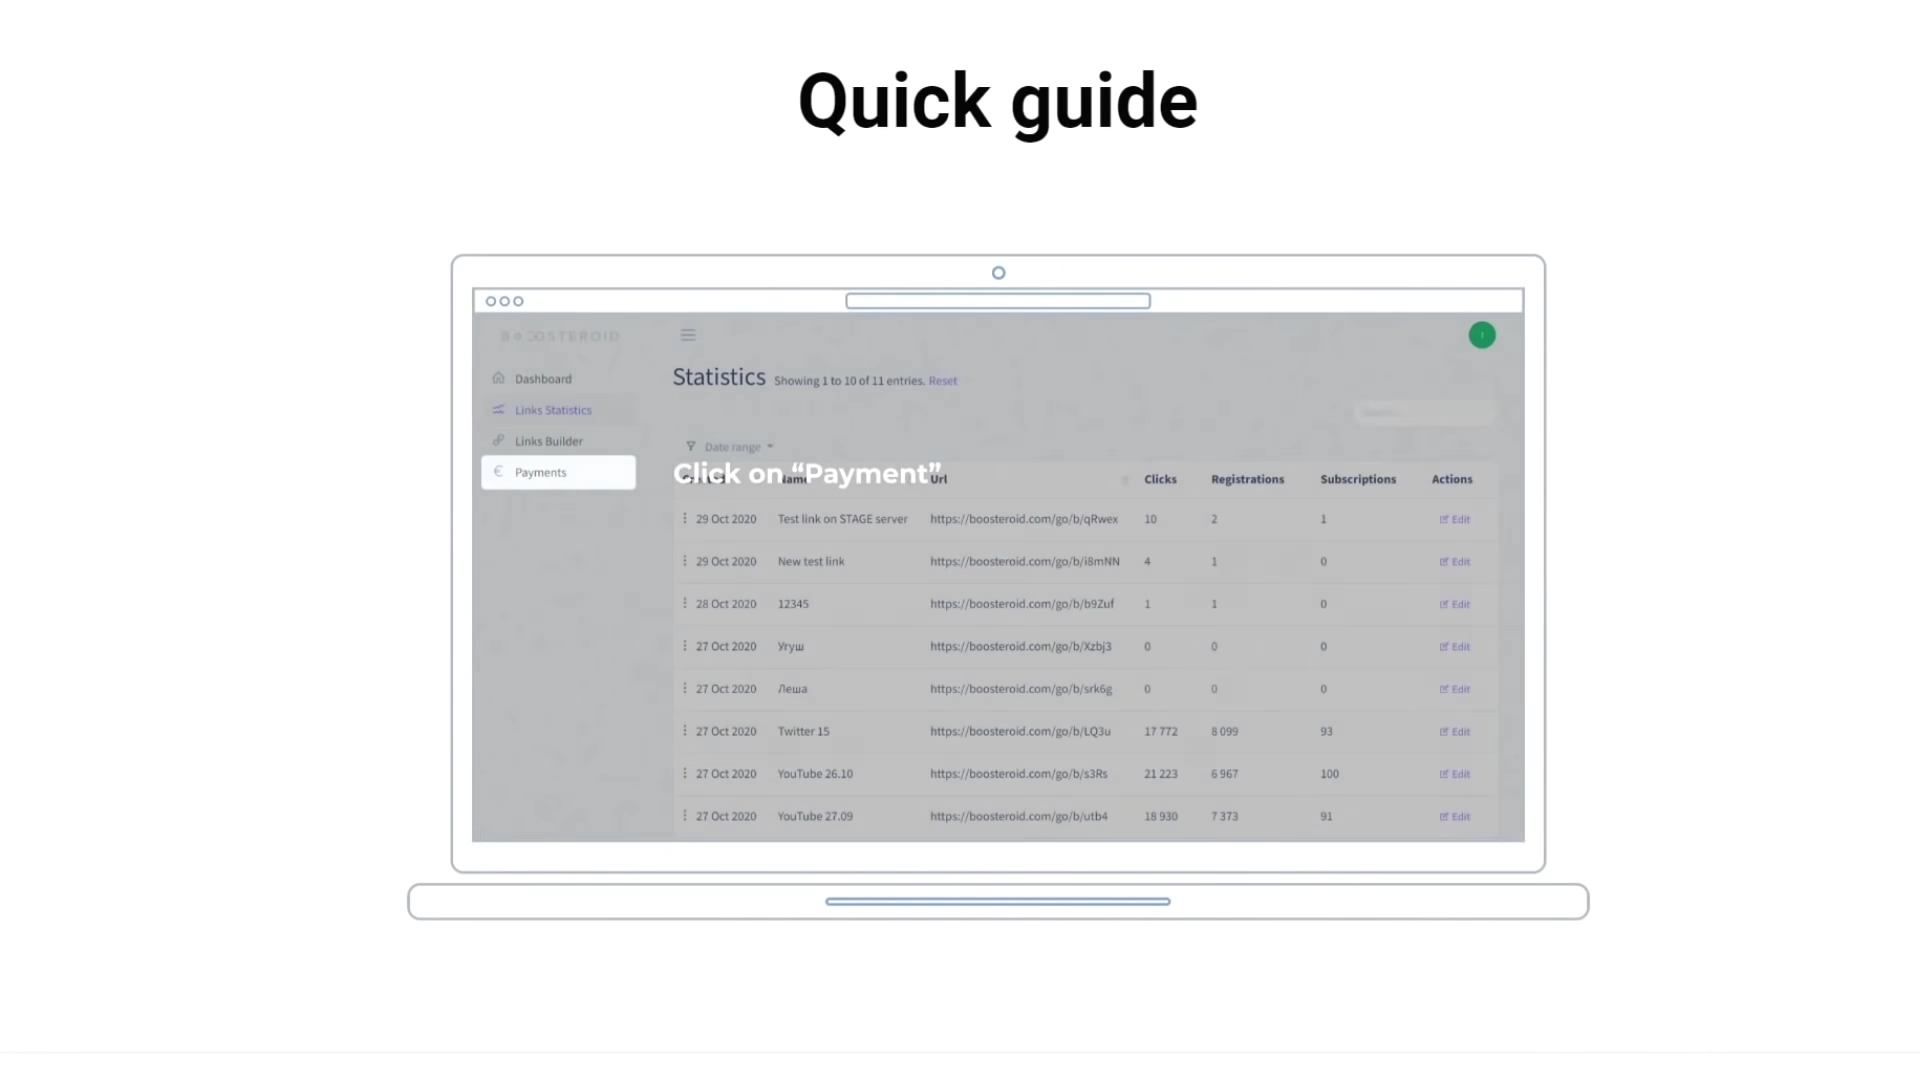 Quick guide
BOOSTEROID
Statistics Showing 1 to 10 of 11 entries. Reset
Dashboard
Links Statistics
Links Builder
Payments
Date range
Click on “Payment”
Name Url Clicks Registrations Subscriptions Actions
29 Oct 2020 Test link on STAGE server https://boosteroid.com/go/b/qRwex 10 2 1 Edit
29 Oct 2020 New test link https://boosteroid.com/go/b/i8mNN 4 1 0 Edit
28 Oct 2020 12345 https://boosteroid.com/go/b/b9Zuf 1 1 0 Edit
27 Oct 2020 Угуш https://boosteroid.com/go/b/Xzbj3 0 0 0 Edit
27 Oct 2020 Леша https://boosteroid.com/go/b/srk6g 0 0 0 Edit
27 Oct 2020 Twitter 15 https://boosteroid.com/go/b/LQ3u 17 772 8 099 93 Edit
27 Oct 2020 YouTube 26.10 https://boosteroid.com/go/b/s3Rs 21 223 6 967 100 Edit
27 Oct 2020 YouTube 27.09 https://boosteroid.com/go/b/utb4 18 930 7 373 91 Edit